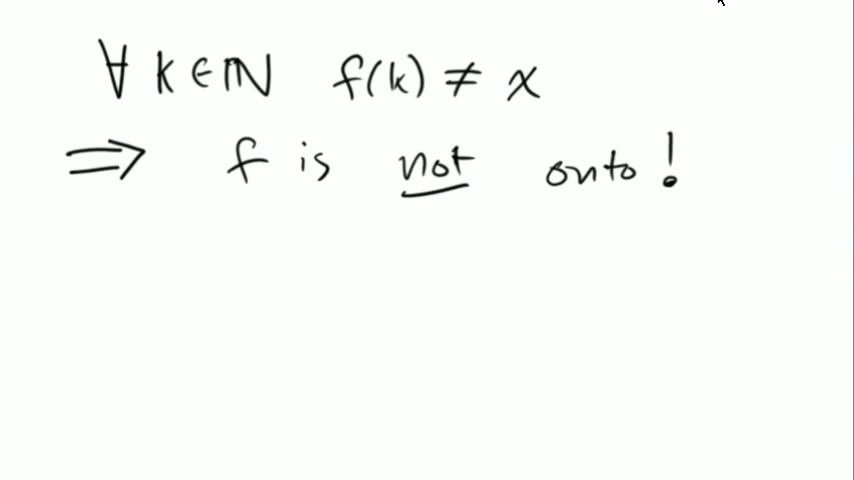 ∀ k ∈ ℕ f(k) ≠ x
⟹ f is not onto!